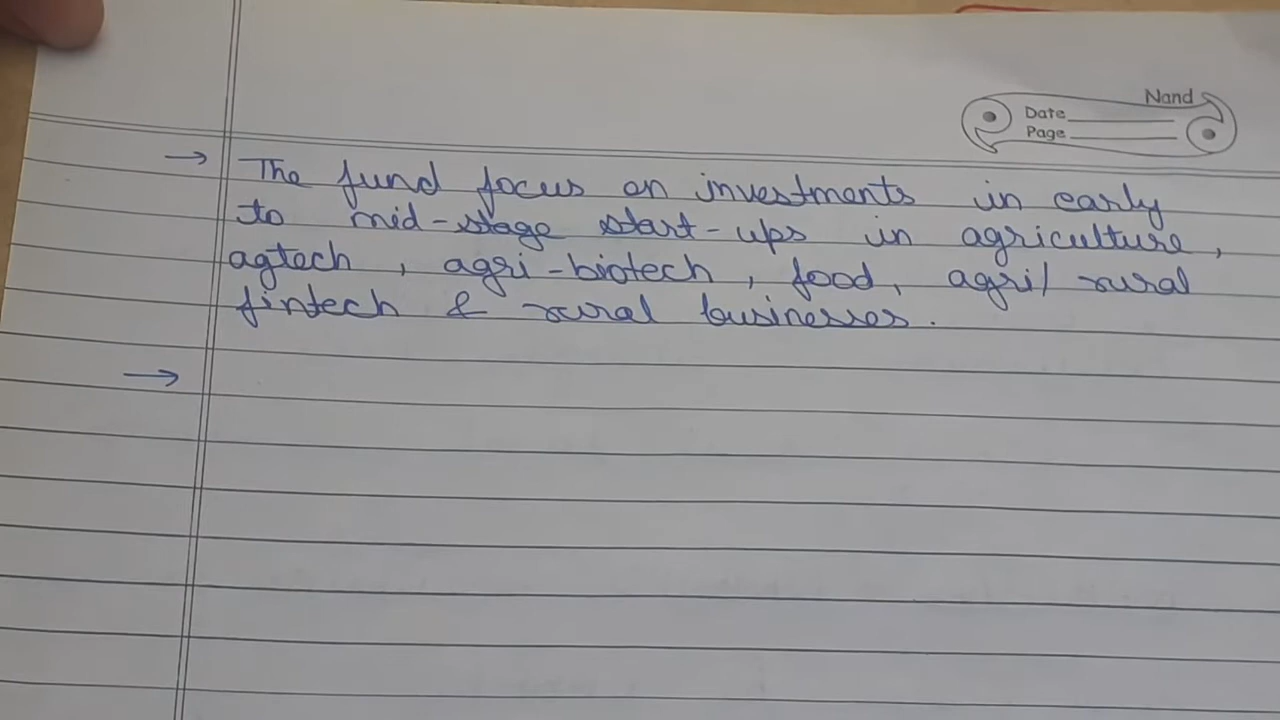 Nand
Date
Page
→ The fund focus on investments in early
to mid-stage start-ups in agriculture,
agtech, agri-biotech, food, agri/rural
fintech & rural businesses.
→